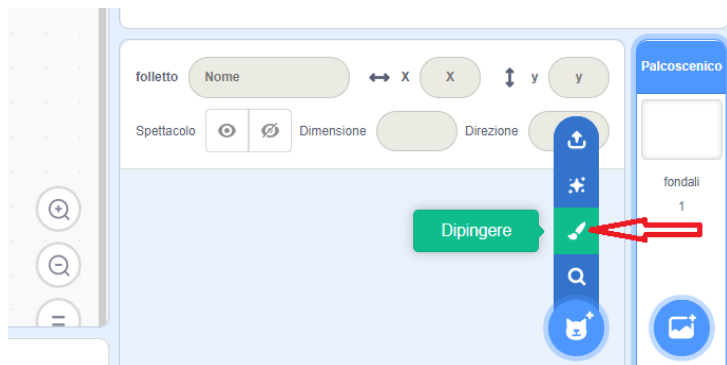 folletto Nome X X y y
Spettacolo Dimensione Direzione
Dipingere
Palcoscenico
fondali
1